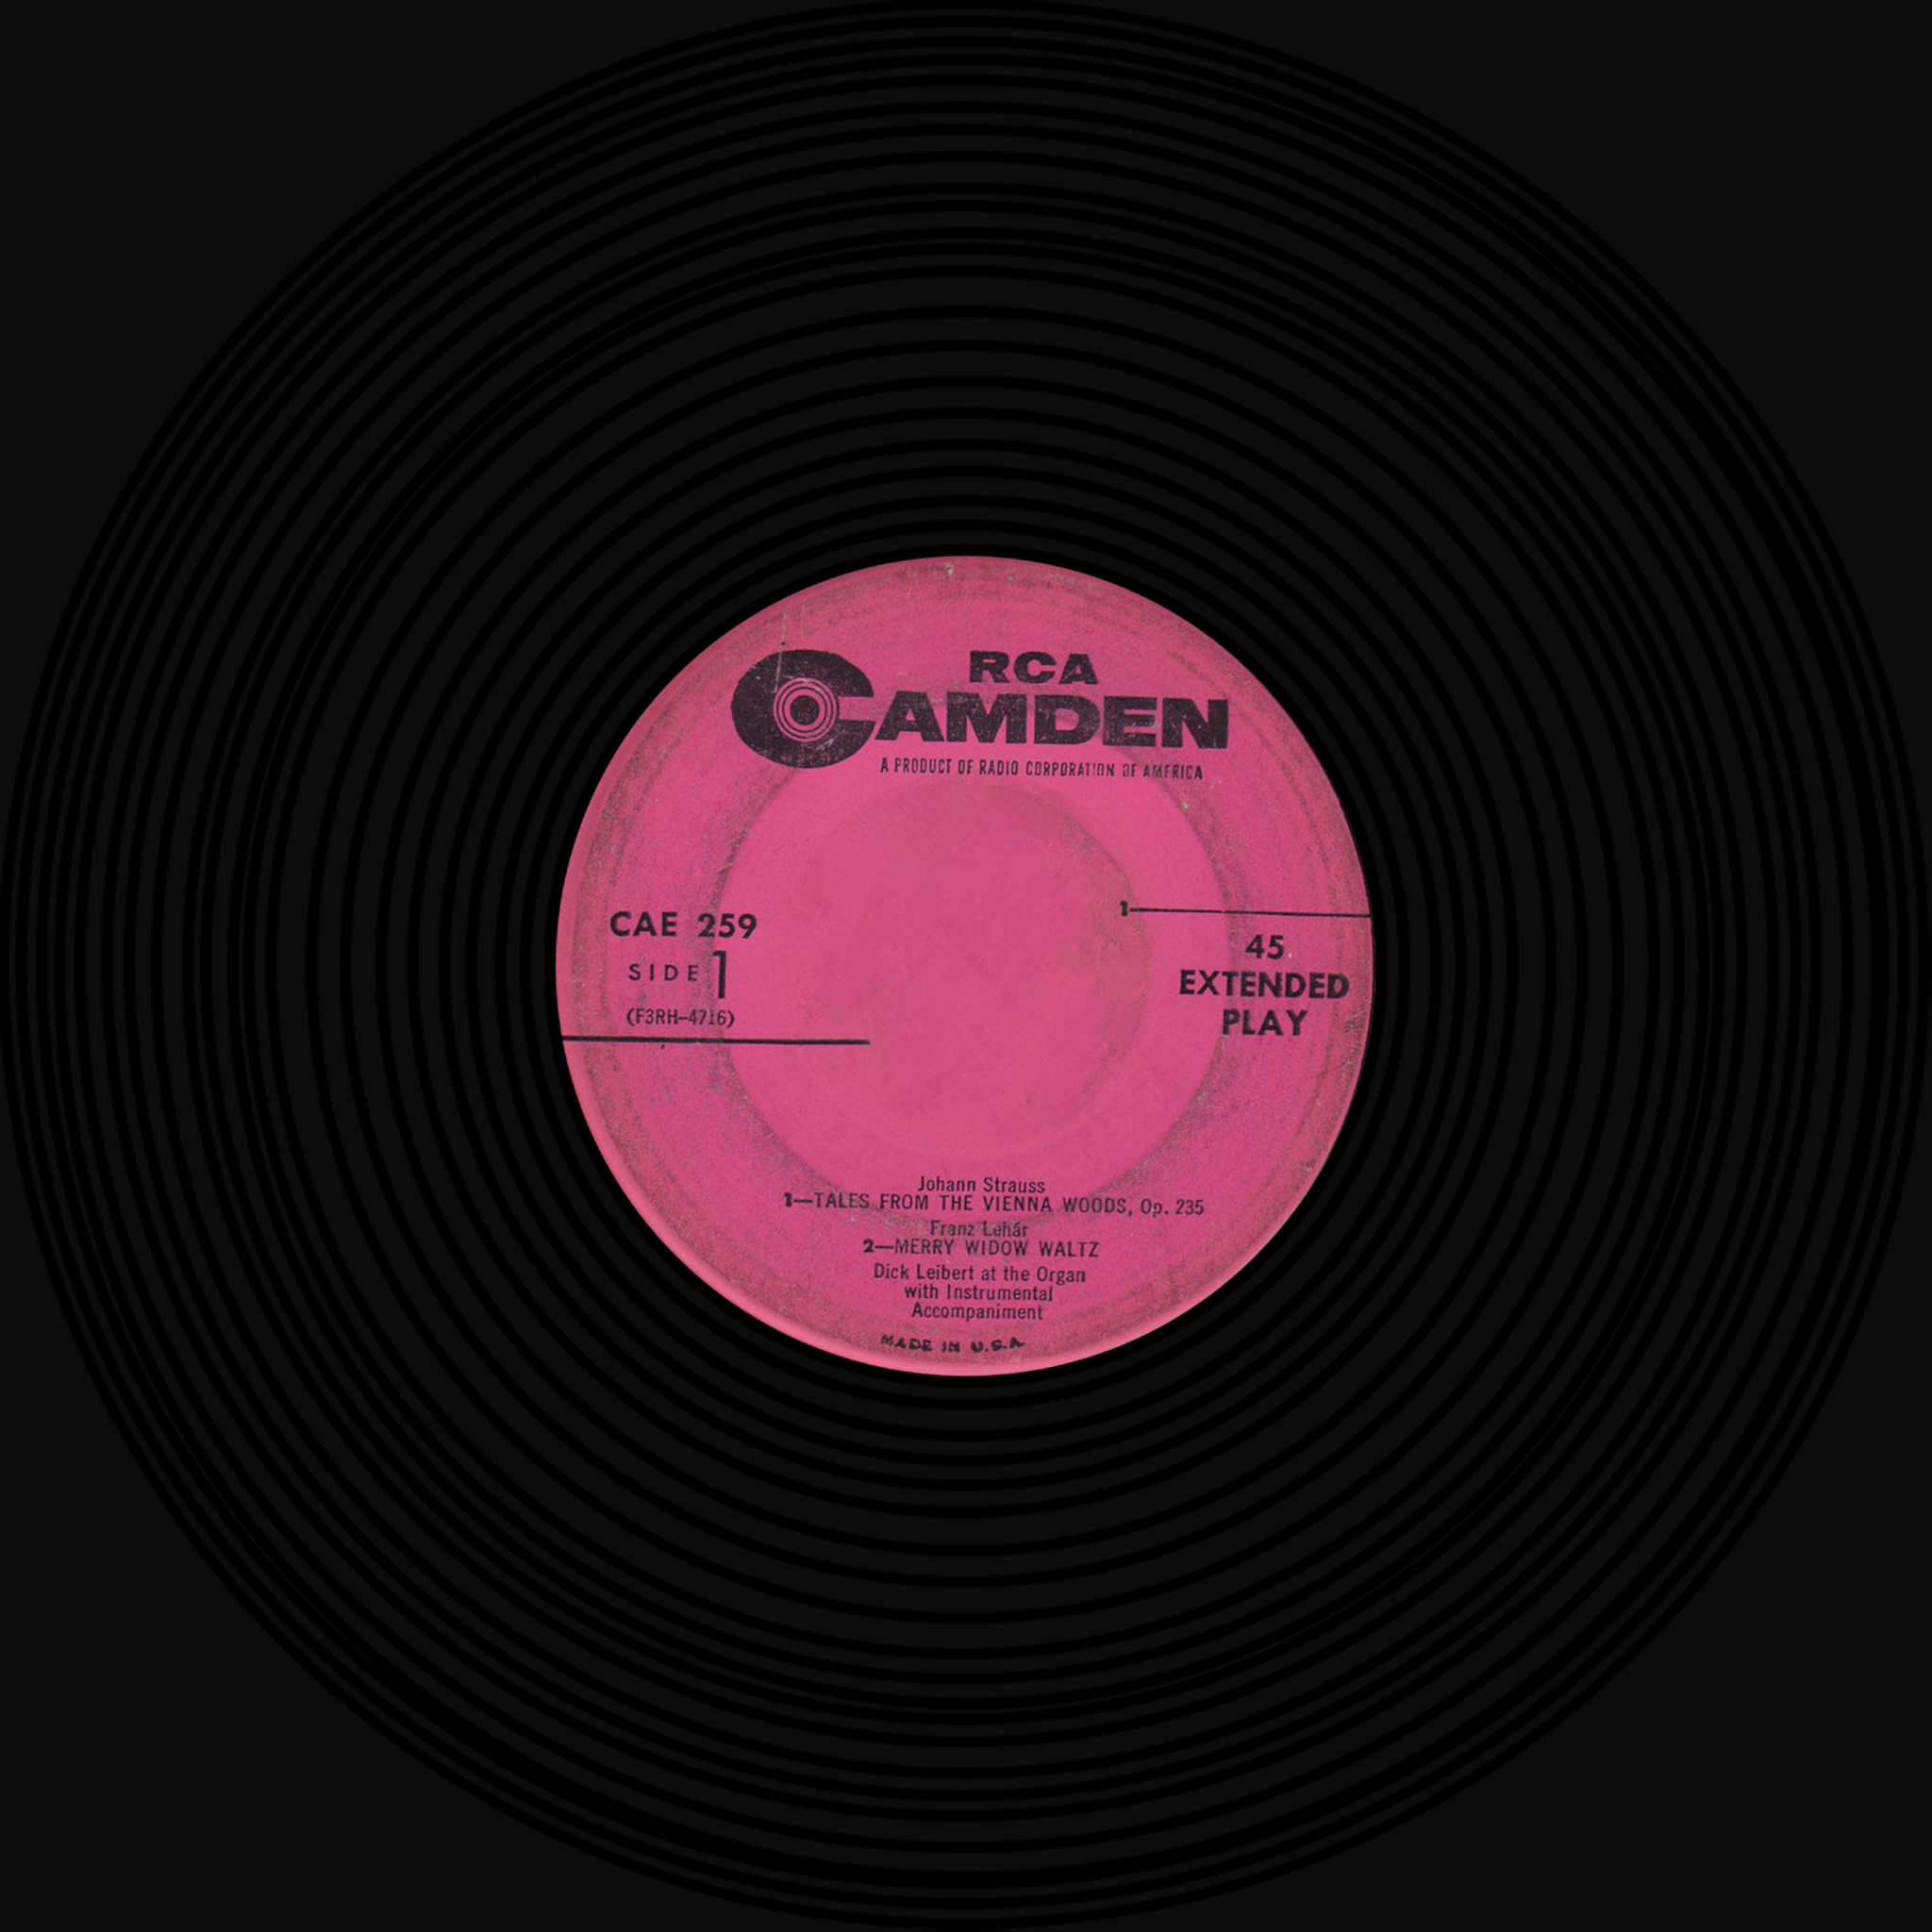 RCA
CAMDEN
A PRODUCT OF RADIO CORPORATION OF AMERICA
1
CAE 259
SIDE 1
(F3RH-4716)
45
EXTENDED
PLAY
Johann Strauss
1—TALES FROM THE VIENNA WOODS, Op. 235
Franz Lehár
2—MERRY WIDOW WALTZ
Dick Leibert at the Organ
with Instrumental
Accompaniment
MADE IN U.S.A